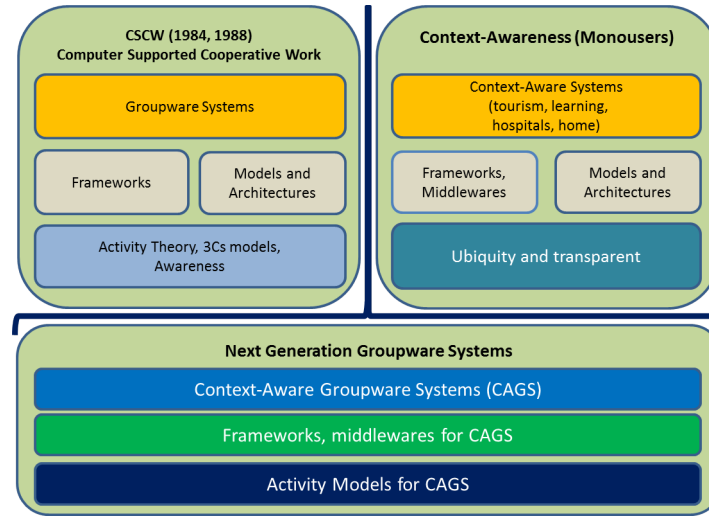 CSCW (1984, 1988)
Computer Supported Cooperative Work
Groupware Systems
Frameworks
Models and
Architectures
Activity Theory, 3Cs models,
Awareness
Context-Awareness (Monousers)
Context-Aware Systems
(tourism, learning,
hospitals, home)
Frameworks,
Middlewares
Models and
Architectures
Ubiquity and transparent
Next Generation Groupware Systems
Context-Aware Groupware Systems (CAGS)
Frameworks, middlewares for CAGS
Activity Models for CAGS